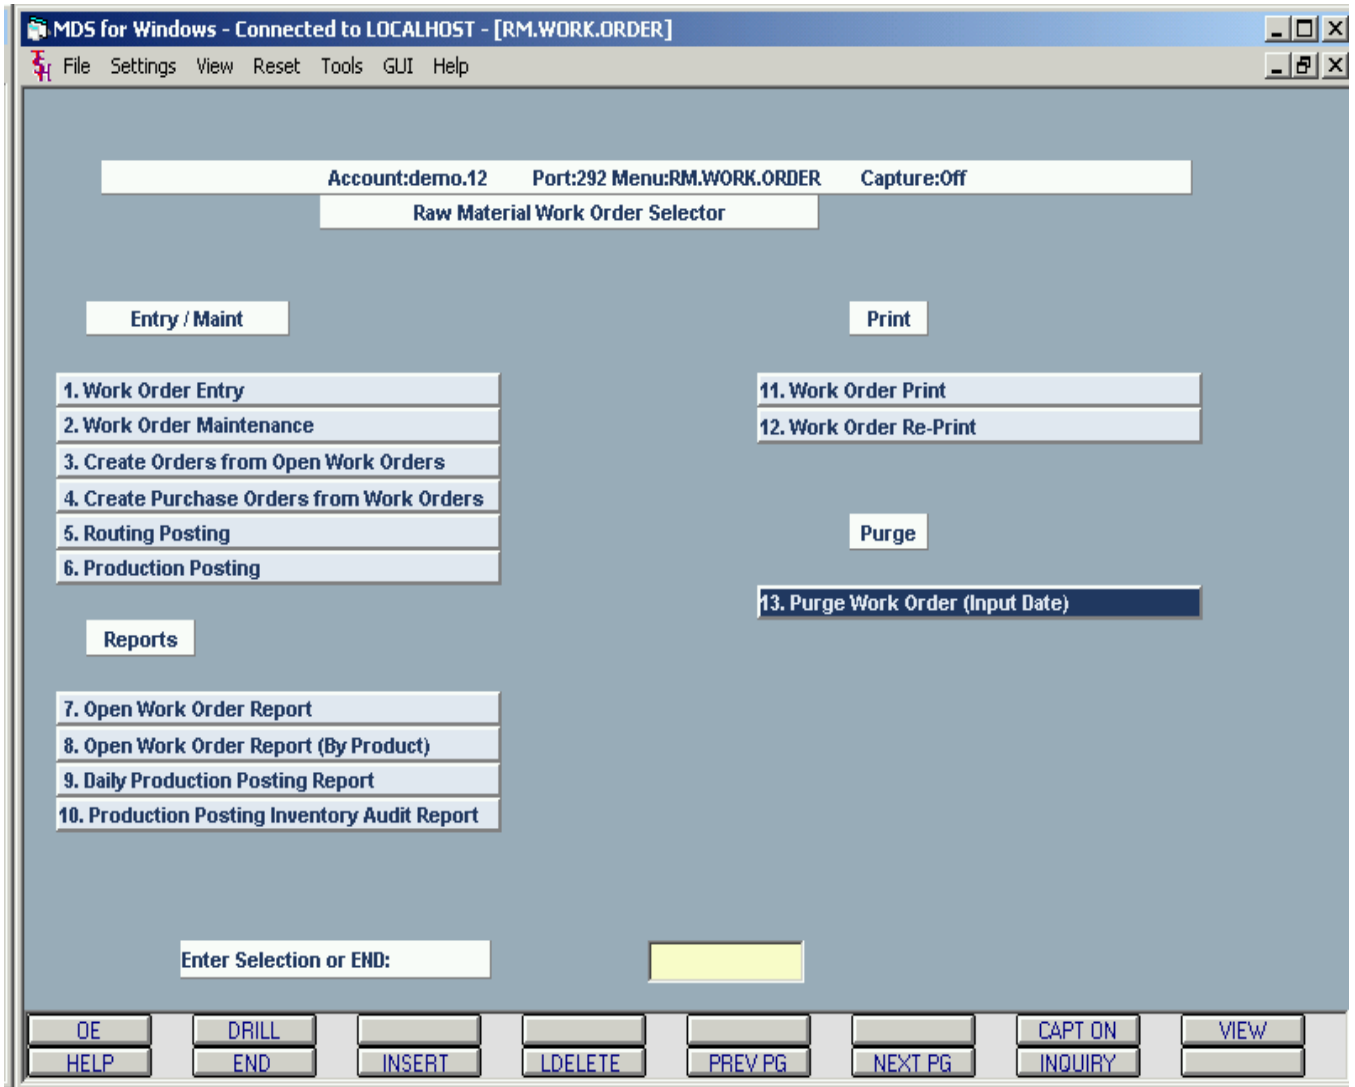 MDS for Windows - Connected to LOCALHOST - [RM.WORK.ORDER]
File Settings View Reset Tools GUI Help
Account:demo.12 Port:292 Menu:RM.WORK.ORDER Capture:Off
Raw Material Work Order Selector
Entry / Maint
1. Work Order Entry
2. Work Order Maintenance
3. Create Orders from Open Work Orders
4. Create Purchase Orders from Work Orders
5. Routing Posting
6. Production Posting
Reports
7. Open Work Order Report
8. Open Work Order Report (By Product)
9. Daily Production Posting Report
10. Production Posting Inventory Audit Report
Print
11. Work Order Print
12. Work Order Re-Print
Purge
13. Purge Work Order (Input Date)
Enter Selection or END:
OE DRILL CAPT ON VIEW
HELP END INSERT LDELETE PREV PG NEXT PG INQUIRY